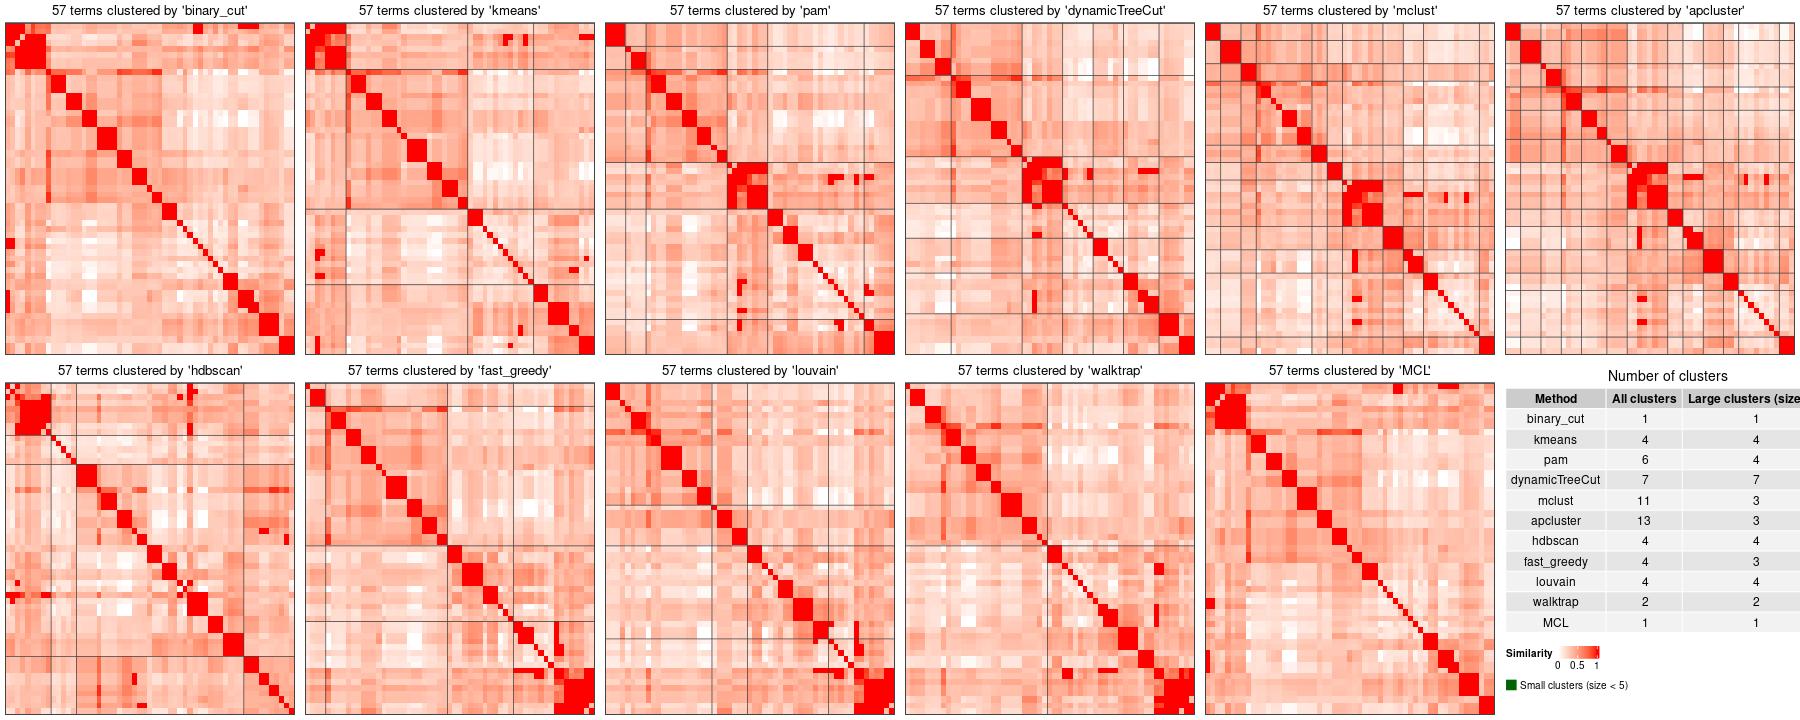 57 terms clustered by 'binary_cut'
57 terms clustered by 'kmeans'
57 terms clustered by 'pam'
57 terms clustered by 'dynamicTreeCut'
57 terms clustered by 'mclust'
57 terms clustered by 'apcluster'
57 terms clustered by 'hdbscan'
57 terms clustered by 'fast_greedy'
57 terms clustered by 'louvain'
57 terms clustered by 'walktrap'
57 terms clustered by 'MCL'
Number of clusters
Method All clusters Large clusters (size
binary_cut 1 1
kmeans 4 4
pam 6 4
dynamicTreeCut 7 7
mclust 11 3
apcluster 13 3
hdbscan 4 4
fast_greedy 4 3
louvain 4 4
walktrap 2 2
MCL 1 1
Similarity
0 0.5 1
Small clusters (size < 5)